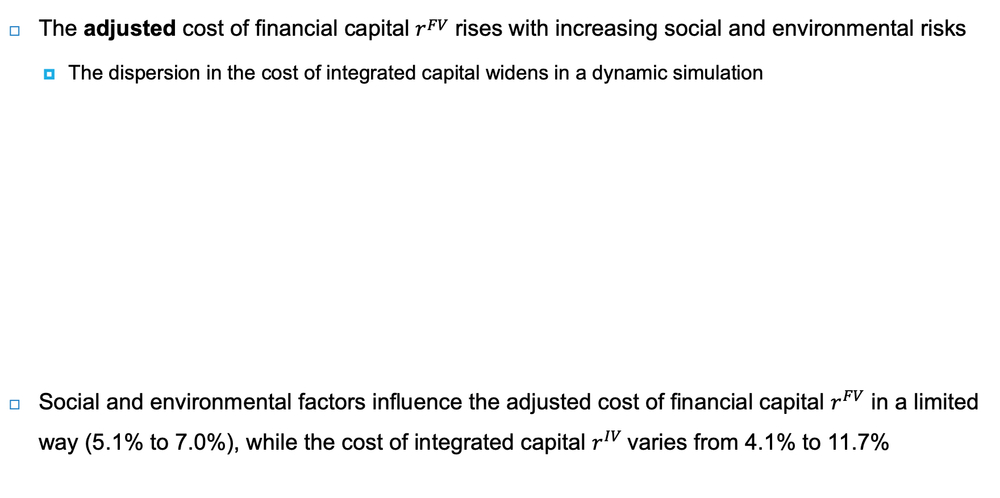 The adjusted cost of financial capital r^FV rises with increasing social and environmental risks
The dispersion in the cost of integrated capital widens in a dynamic simulation
Social and environmental factors influence the adjusted cost of financial capital r^FV in a limited
way (5.1% to 7.0%), while the cost of integrated capital r^IV varies from 4.1% to 11.7%